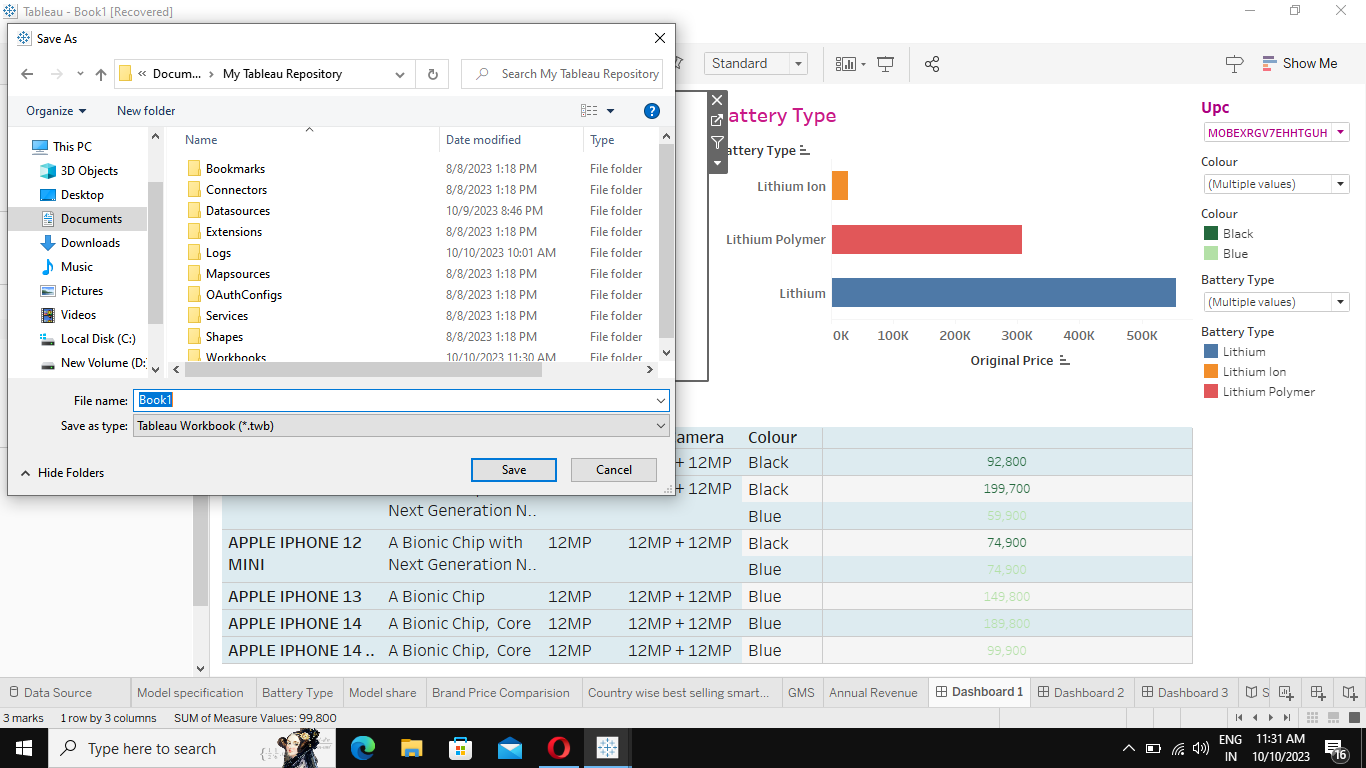 Tableau - Book1 [Recovered]
Save As
« Docum... › My Tableau Repository
Search My Tableau Repository
Organize
New folder
Name Date modified Type
This PC
3D Objects
Desktop
Documents
Downloads
Music
Pictures
Videos
Local Disk (C:)
New Volume (D:
Bookmarks 8/8/2023 1:18 PM File folder
Connectors 8/8/2023 1:18 PM File folder
Datasources 10/9/2023 8:46 PM File folder
Extensions 8/8/2023 1:18 PM File folder
Logs 10/10/2023 10:01 AM File folder
Mapsources 8/8/2023 1:18 PM File folder
OAuthConfigs 8/8/2023 1:18 PM File folder
Services 8/8/2023 1:18 PM File folder
Shapes 8/8/2023 1:18 PM File folder
Workbooks 10/10/2023 11:30 AM File folder
File name: Book1
Save as type: Tableau Workbook (*.twb)
Hide Folders
Save
Cancel
Standard
Show Me
attery Type
attery Type
Lithium Ion
Lithium Polymer
Lithium
0K 100K 200K 300K 400K 500K
Original Price
Upc
MOBEXRGV7EHHTGUH
Colour
(Multiple values)
Colour
Black
Blue
Battery Type
(Multiple values)
Battery Type
Lithium
Lithium Ion
Lithium Polymer
amera Colour
+ 12MP Black 92,800
+ 12MP Black 199,700
Next Generation N.. Blue 59,900
APPLE IPHONE 12 A Bionic Chip with 12MP 12MP + 12MP Black 74,900
MINI Next Generation N.. Blue 74,900
APPLE IPHONE 13 A Bionic Chip 12MP 12MP + 12MP Blue 149,800
APPLE IPHONE 14 A Bionic Chip, Core 12MP 12MP + 12MP Blue 189,800
APPLE IPHONE 14 .. A Bionic Chip, Core 12MP 12MP + 12MP Blue 99,900
Data Source Model specification Battery Type Model share Brand Price Comparision Country wise best selling smart... GMS Annual Revenue Dashboard 1 Dashboard 2 Dashboard 3 S
3 marks 1 row by 3 columns SUM of Measure Values: 99,800
Type here to search
ENG
IN
11:31 AM
10/10/2023
16